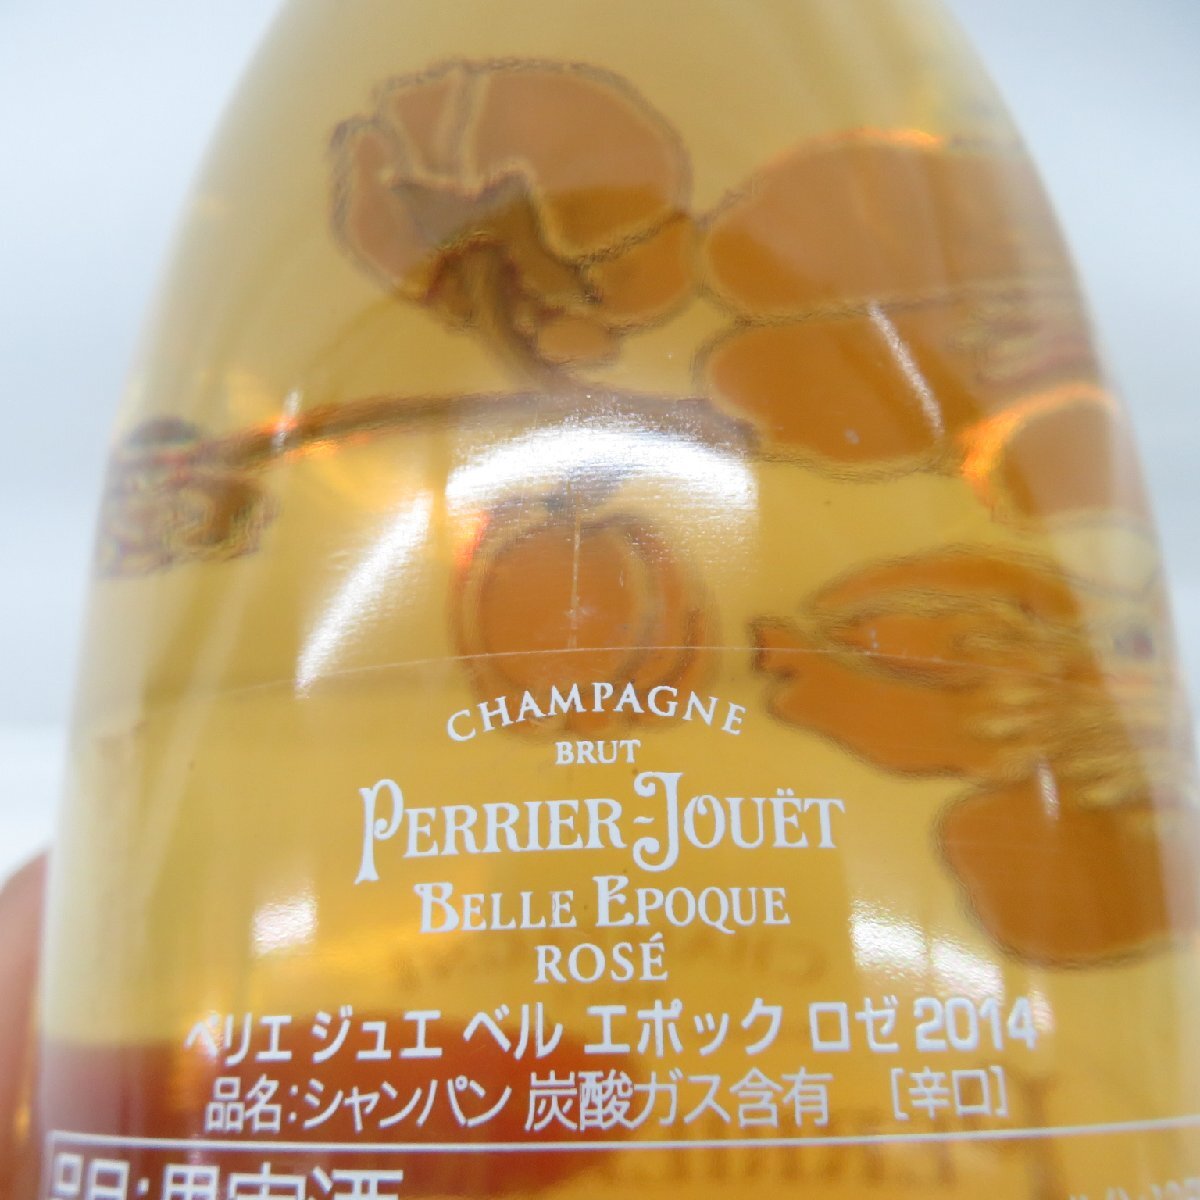 CHAMPAGNE
BRUT
PERRIER-JOUËT
BELLE EPOQUE
ROSÉ
ペリエ ジュエ ベル エポック ロゼ 2014
品名:シャンパン 炭酸ガス含有 [辛口]